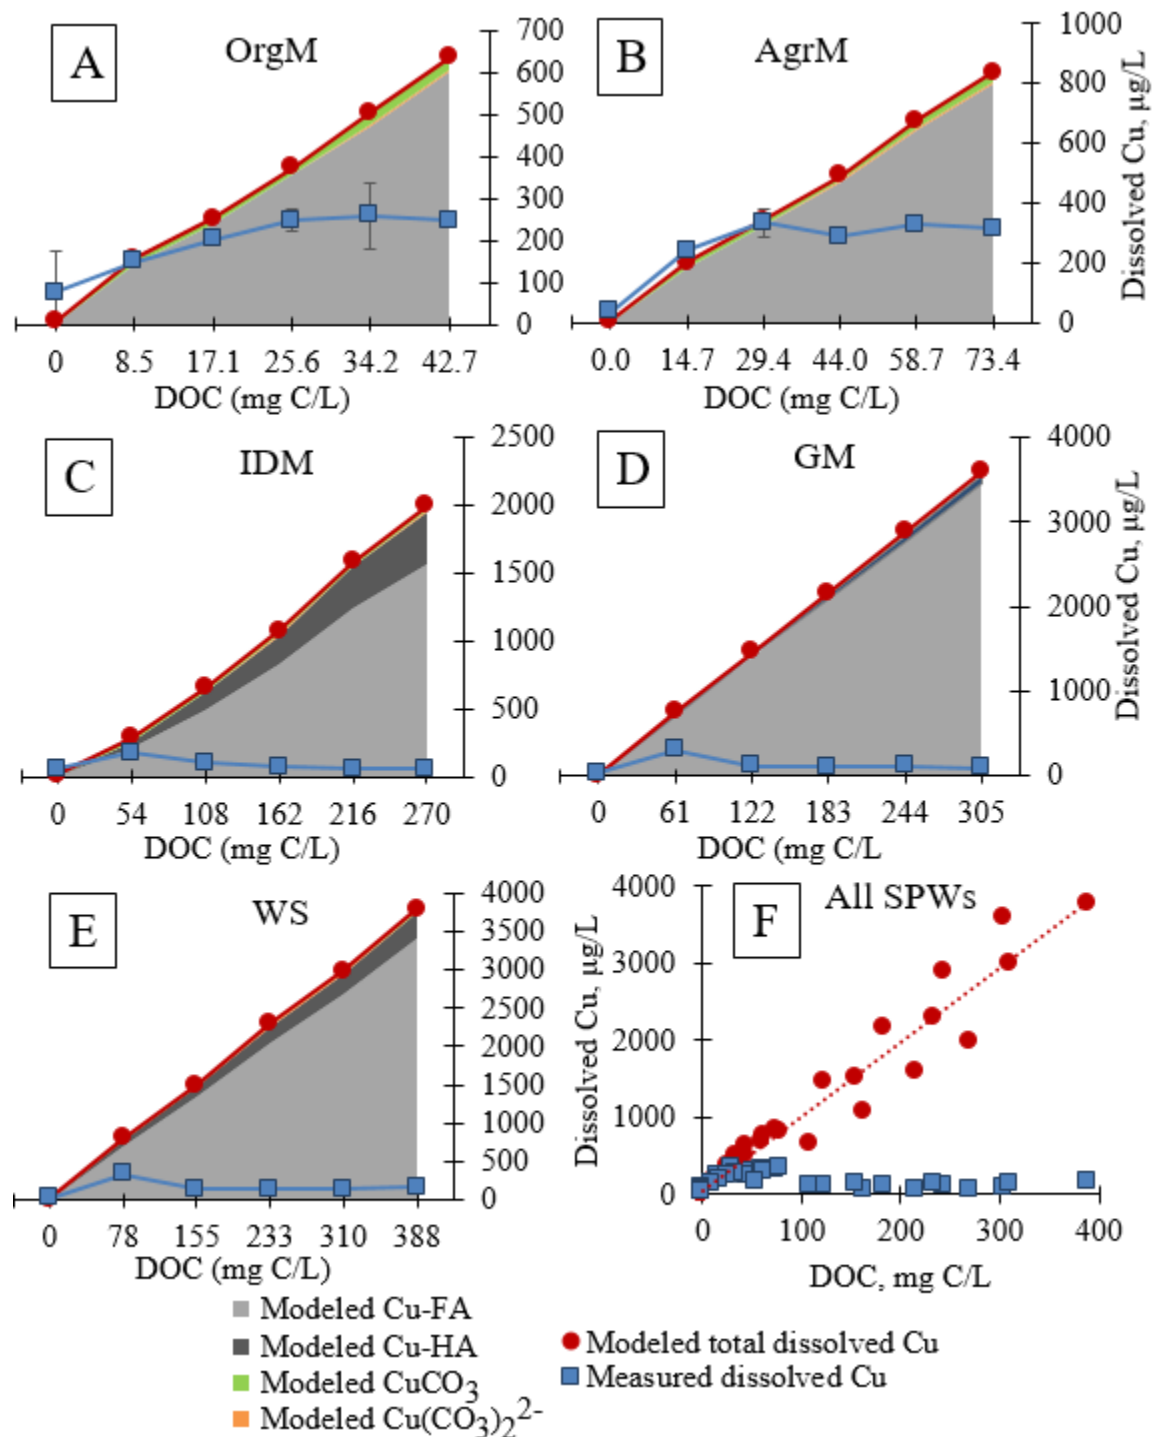 A
OrgM
700
600
500
400
300
200
100
0
0 8.5 17.1 25.6 34.2 42.7
DOC (mg C/L)
B
AgrM
1000
800
600
400
200
0
Dissolved Cu, µg/L
0.0 14.7 29.4 44.0 58.7 73.4
DOC (mg C/L)
C
IDM
2500
2000
1500
1000
500
0
0 54 108 162 216 270
DOC (mg C/L)
D
GM
4000
3000
2000
1000
0
Dissolved Cu, µg/L
0 61 122 183 244 305
DOC (mg C/L
E
WS
4000
3500
3000
2500
2000
1500
1000
500
0
0 78 155 233 310 388
DOC (mg C/L)
F
All SPWs
Dissolved Cu, µg/L
4000
3000
2000
1000
0
0 100 200 300 400
DOC, mg C/L
Modeled Cu-FA
Modeled Cu-HA
Modeled CuCO3
Modeled Cu(CO3)2 2-
Modeled total dissolved Cu
Measured dissolved Cu